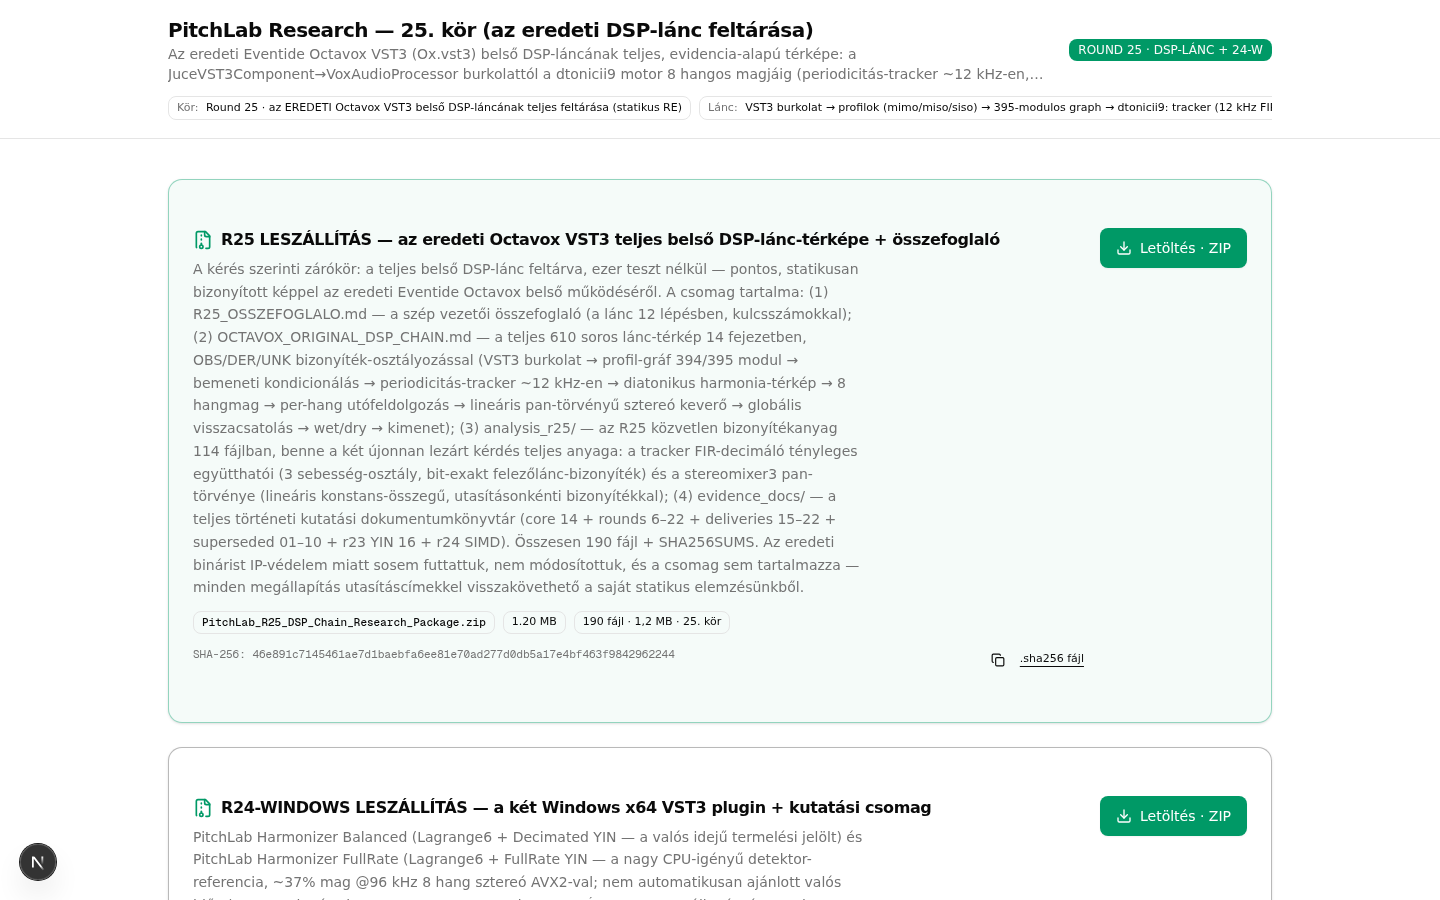 PitchLab Research — 25. kör (az eredeti DSP-lánc feltárása)
Az eredeti Eventide Octavox VST3 (Ox.vst3) belső DSP-láncának teljes, evidencia-alapú térképe: a
JuceVST3Component→VoxAudioProcessor burkolattól a dtonicii9 motor 8 hangos magjáig (periodicitás-tracker ~12 kHz-en,...
ROUND 25 · DSP-LÁNC + 24-W
Kör: Round 25 · az EREDETI Octavox VST3 belső DSP-láncának teljes feltárása (statikus RE)
Lánc: VST3 burkolat → profilok (mimo/miso/siso) → 395-modulos graph → dtonicii9: tracker (12 kHz FI
R25 LESZÁLLÍTÁS — az eredeti Octavox VST3 teljes belső DSP-lánc-térképe + összefoglaló
Letöltés · ZIP
A kérés szerinti zárókör: a teljes belső DSP-lánc feltárva, ezer teszt nélkül — pontos, statikusan
bizonyított képpel az eredeti Eventide Octavox belső működéséről. A csomag tartalma: (1)
R25_OSSZEFOGLALO.md — a szép vezetői összefoglaló (a lánc 12 lépésben, kulcsszámokkal);
(2) OCTAVOX_ORIGINAL_DSP_CHAIN.md — a teljes 610 soros lánc-térkép 14 fejezetben,
OBS/DER/UNK bizonyíték-osztályozással (VST3 burkolat → profil-gráf 394/395 modul →
bemeneti kondicionálás → periodicitás-tracker ~12 kHz-en → diatonikus harmonia-térkép → 8
hangmag → per-hang utófeldolgozás → lineáris pan-törvényű sztereó keverő → globális
visszacsatolás → wet/dry → kimenet); (3) analysis_r25/ — az R25 közvetlen bizonyítékanyag
114 fájlban, benne a két újonnan lezárt kérdés teljes anyaga: a tracker FIR-decimáló tényleges
együtthatói (3 sebesség-osztály, bit-exakt felezőlánc-bizonyíték) és a stereomixer3 pan-
törvénye (lineáris konstans-összegű, utasításonkénti bizonyítékkal); (4) evidence_docs/ — a
teljes történeti kutatási dokumentumkönyvtár (core 14 + rounds 6–22 + deliveries 15–22 +
superseded 01–10 + r23 YIN 16 + r24 SIMD). Összesen 190 fájl + SHA256SUMS. Az eredeti
binárist IP-védelem miatt sosem futtattuk, nem módosítottuk, és a csomag sem tartalmazza —
minden megállapítás utasításcímekkel visszakövethető a saját statikus elemzésünkből.
PitchLab_R25_DSP_Chain_Research_Package.zip
1.20 MB
190 fájl · 1,2 MB · 25. kör
SHA-256: 46e891c7145461ae7d1baebfa6ee81e70ad277d0db5a17e4bf463f9842962244
.sha256 fájl
R24-WINDOWS LESZÁLLÍTÁS — a két Windows x64 VST3 plugin + kutatási csomag
Letöltés · ZIP
PitchLab Harmonizer Balanced (Lagrange6 + Decimated YIN — a valós idejű termelési jelölt) és
PitchLab Harmonizer FullRate (Lagrange6 + FullRate YIN — a nagy CPU-igényű detektor-
referencia, ~37% mag @96 kHz 8 hang sztereó AVX2-val; nem automatikusan ajánlott valós